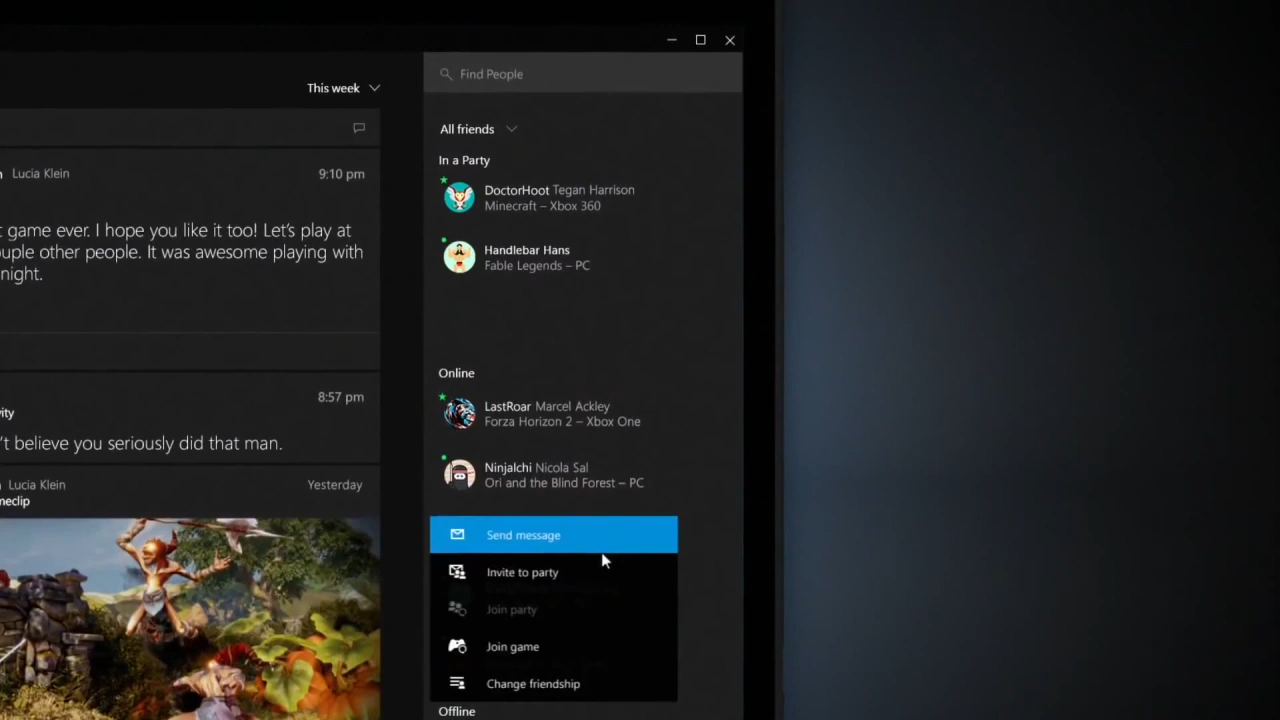 This week
Lucia Klein
9:10 pm
t game ever. I hope you like it too! Let's play at
ouple other people. It was awesome playing with
night.
8:57 pm
vity
't believe you seriously did that man.
Lucia Klein
Yesterday
meclip
Find People
All friends
In a Party
DoctorHoot Tegan Harrison
Minecraft – Xbox 360
Handlebar Hans
Fable Legends – PC
Online
LastRoar Marcel Ackley
Forza Horizon 2 – Xbox One
Ninjalchi Nicola Sal
Ori and the Blind Forest – PC
Send message
Invite to party
Join party
Join game
Change friendship
Offline